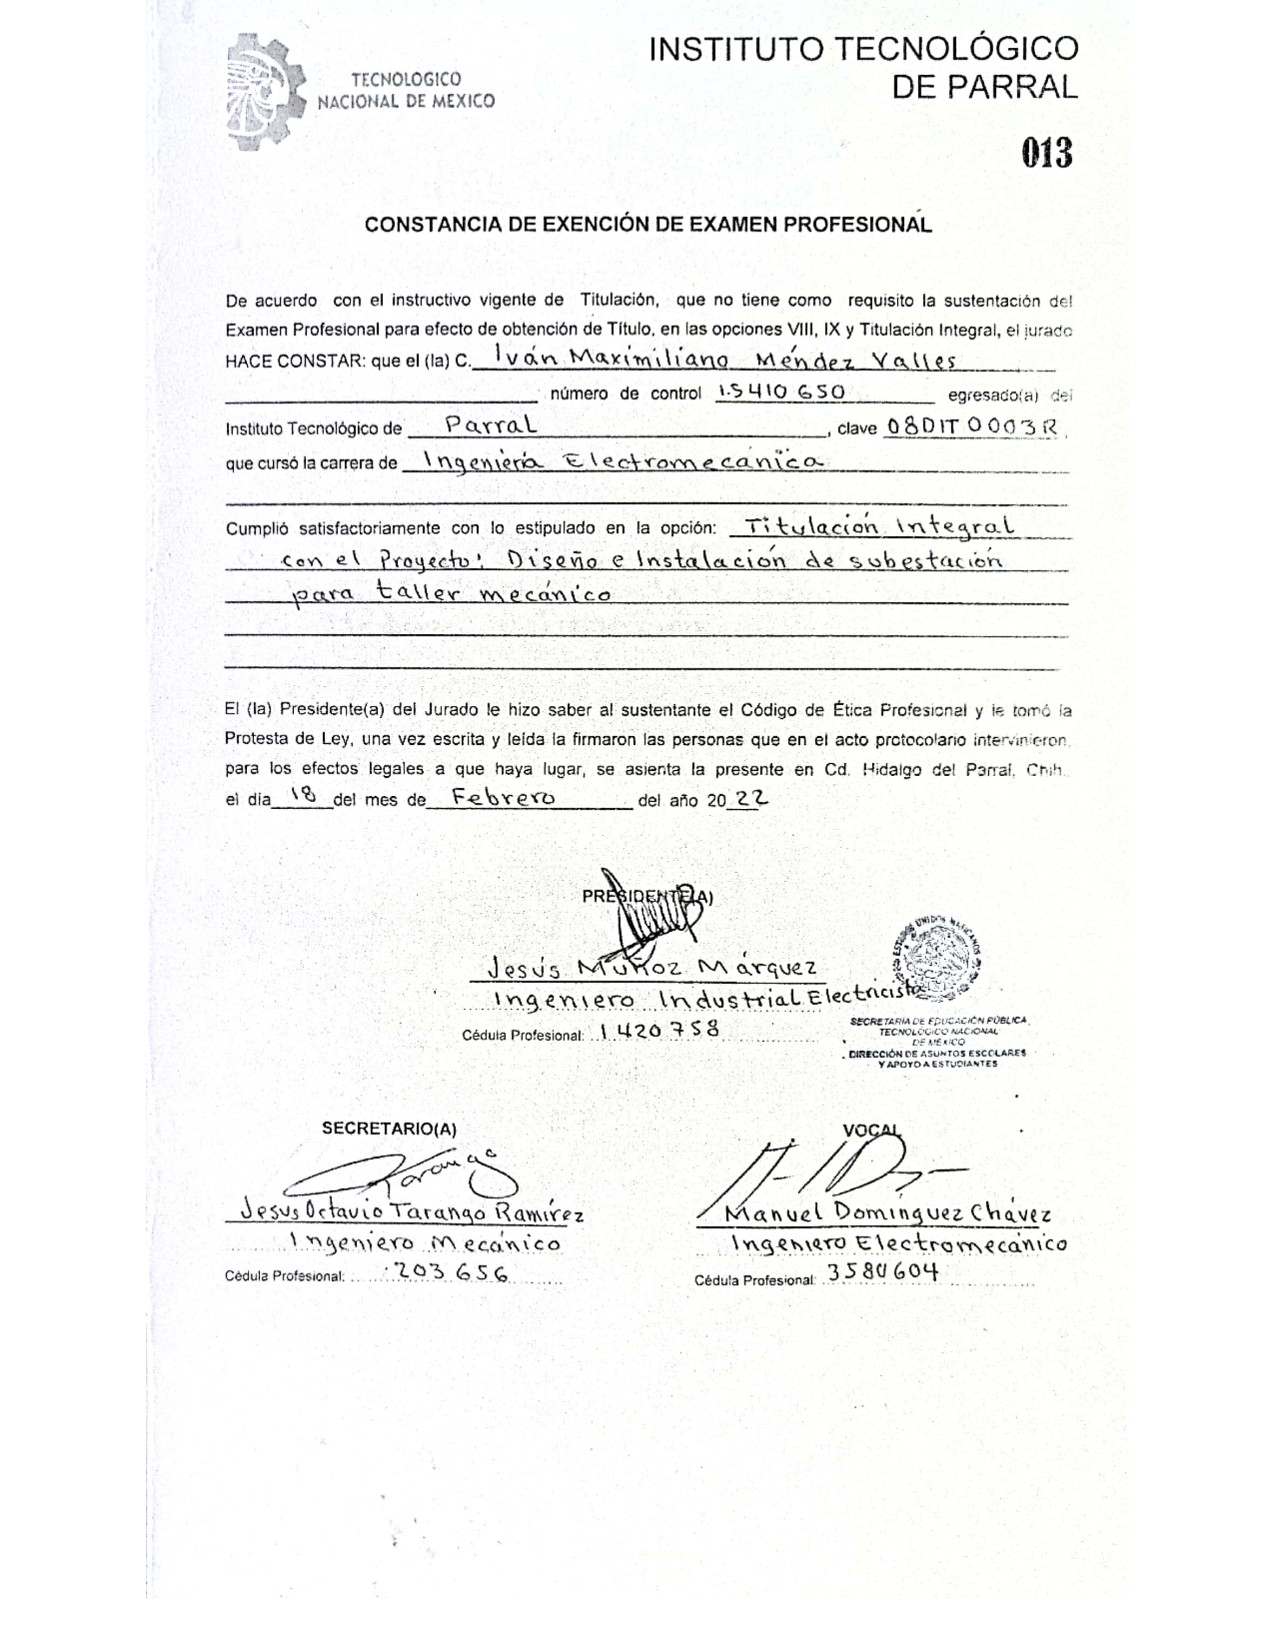 TECNOLOGICO
NACIONAL DE MEXICO
INSTITUTO TECNOLÓGICO
DE PARRAL
013
CONSTANCIA DE EXENCIÓN DE EXAMEN PROFESIONAL
De acuerdo con el instructivo vigente de Titulación, que no tiene como requisito la sustentación del
Examen Profesional para efecto de obtención de Título, en las opciones VIII, IX y Titulación Integral, el jurado
HACE CONSTAR: que el (la) C. Iván Maximiliano Méndez Valles
número de control 15410650 egresado(a) del
Instituto Tecnológico de Parral, clave 08DIT0003R,
que cursó la carrera de Ingeniería Electromecánica
Cumplió satisfactoriamente con lo estipulado en la opción: Titulación Integral
con el Proyecto: Diseño e Instalación de subestación
para taller mecánico
El (la) Presidente(a) del Jurado le hizo saber al sustentante el Código de Ética Profesional y le tomó la
Protesta de Ley, una vez escrita y leída la firmaron las personas que en el acto protocolario intervinieron
para los efectos legales a que haya lugar, se asienta la presente en Cd. Hidalgo del Parral, Chih.
el día 18 del mes de Febrero del año 2022
PRESIDENTE(A)
Jesús Muñoz Márquez
Ingeniero Industrial Electricista
Cédula Profesional: 1420758
ESTADOS UNIDOS MEXICANOS
SECRETARÍA DE EDUCACIÓN PÚBLICA
TECNOLÓGICO NACIONAL
DE MÉXICO
DIRECCIÓN DE ASUNTOS ESCOLARES
Y APOYO A ESTUDIANTES
SECRETARIO(A)
Tarango
Jesus Octavio Tarango Ramírez
Ingeniero Mecánico
Cédula Profesional: 203656
VOCAL
Manuel Domínguez Chávez
Ingeniero Electromecánico
Cédula Profesional: 3580604